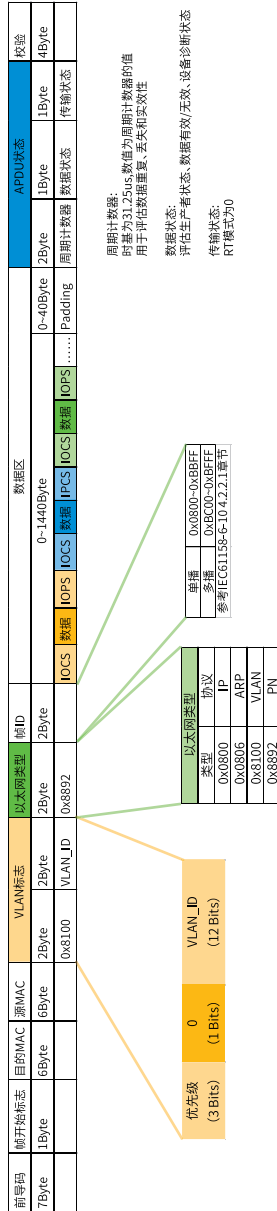 前导码 帧开始标志 目的MAC 源MAC VLAN标志 以太网类型 帧ID 数据区 APDU状态 校验
7Byte 1Byte 6Byte 6Byte 2Byte 2Byte 2Byte 2Byte 0~1440Byte 0~40Byte 2Byte 1Byte 1Byte 4Byte
0x8100 VLAN_ID 0x8892 IOCS 数据 IOPS IOCS 数据 IPCS IOCS 数据 IOPS …… Padding 周期计数器 数据状态 传输状态
周期计数器:
时基为31.25us,数值为周期计数器的值
用于评估数据重复、丢失和实效性
数据状态:
评估生产者状态、数据有效/无效、设备诊断状态
传输状态:
RT模式为0
单播 0x0800~0xBBFF
多播 0xBC00~0xBFFF
参考IEC61158-6-10 4.2.2.1章节
以太网类型
类型 协议
0x0800 IP
0x0806 ARP
0x8100 VLAN
0x8892 PN
优先级 0 VLAN_ID
(3 Bits) (1 Bits) (12 Bits)